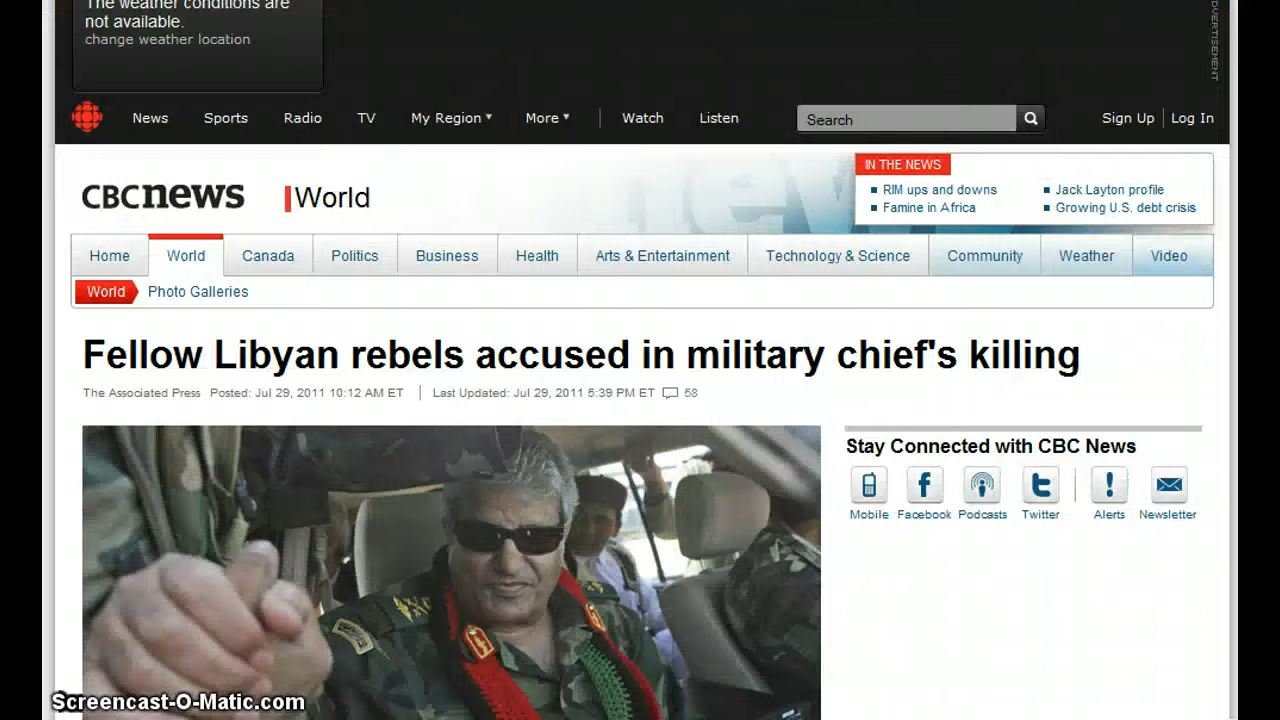 The weather conditions are
not available.
change weather location
ADVERTISEMENT
News Sports Radio TV My Region More Watch Listen Search Sign Up Log In
CBCnews World
IN THE NEWS
RIM ups and downs Jack Layton profile
Famine in Africa Growing U.S. debt crisis
Home World Canada Politics Business Health Arts & Entertainment Technology & Science Community Weather Video
World Photo Galleries
Fellow Libyan rebels accused in military chief's killing
The Associated Press Posted: Jul 29, 2011 10:12 AM ET Last Updated: Jul 29, 2011 5:39 PM ET 58
Stay Connected with CBC News
Mobile Facebook Podcasts Twitter Alerts Newsletter
Screencast-O-Matic.com